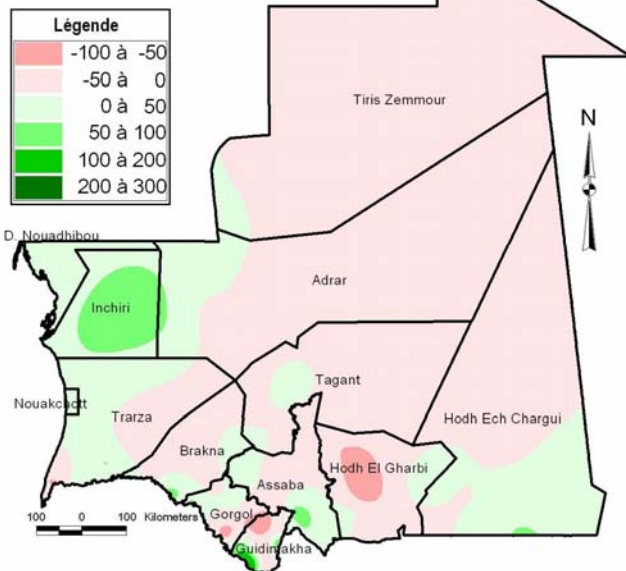 Légende
-100 à -50
-50 à 0
0 à 50
50 à 100
100 à 200
200 à 300
Tiris Zemmour
N
D. Nouadhibou
Adrar
Inchiri
Tagant
Nouakchott
Trarza
Hodh Ech Chargui
Brakna
Hodh El Gharbi
Assaba
Gorgol
100 0 100 Kilometers
Guidimakha